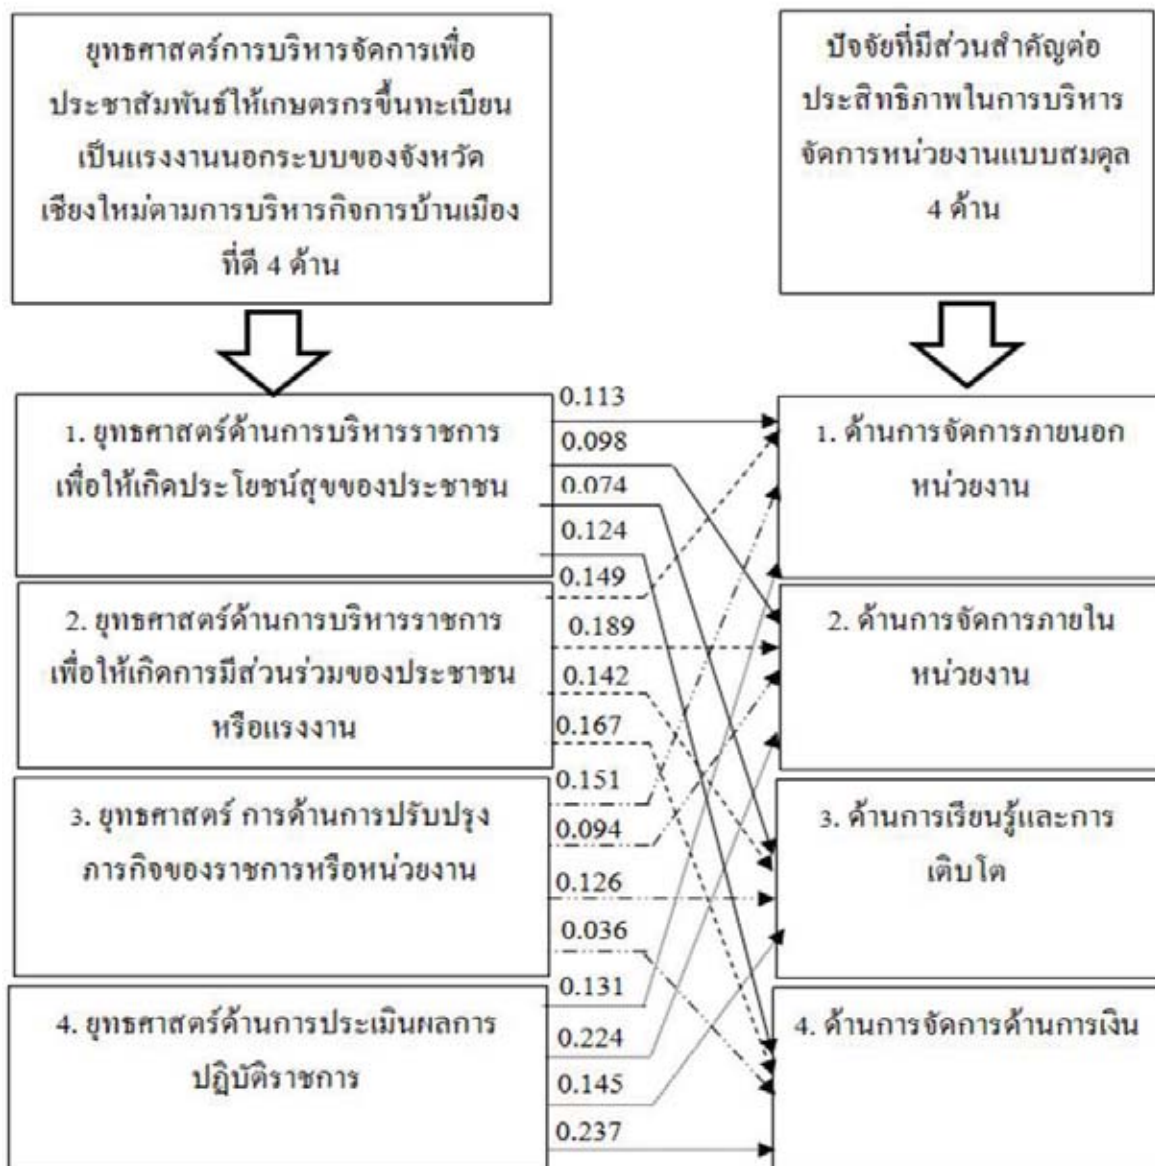 ยุทธศาสตร์การบริหารจัดการเพื่อ
ประชาสัมพันธ์ให้เกษตรกรขึ้นทะเบียน
เป็นแรงงานนอกระบบของจังหวัด
เชียงใหม่ตามการบริหารกิจการบ้านเมือง
ที่ดี 4 ด้าน
ปัจจัยที่มีส่วนสำคัญต่อ
ประสิทธิภาพในการบริหาร
จัดการหน่วยงานแบบสมดุล
4 ด้าน
1. ยุทธศาสตร์ด้านการบริหารราชการ
เพื่อให้เกิดประโยชน์สุขของประชาชน
2. ยุทธศาสตร์ด้านการบริหารราชการ
เพื่อให้เกิดการมีส่วนร่วมของประชาชน
หรือแรงงาน
3. ยุทธศาสตร์ การด้านการปรับปรุง
ภารกิจของราชการหรือหน่วยงาน
4. ยุทธศาสตร์ด้านการประเมินผลการ
ปฏิบัติราชการ
0.113
0.098
0.074
0.124
0.149
0.189
0.142
0.167
0.151
0.094
0.126
0.036
0.131
0.224
0.145
0.237
1. ด้านการจัดการภายนอก
หน่วยงาน
2. ด้านการจัดการภายใน
หน่วยงาน
3. ด้านการเรียนรู้และการ
เติบโต
4. ด้านการจัดการด้านการเงิน